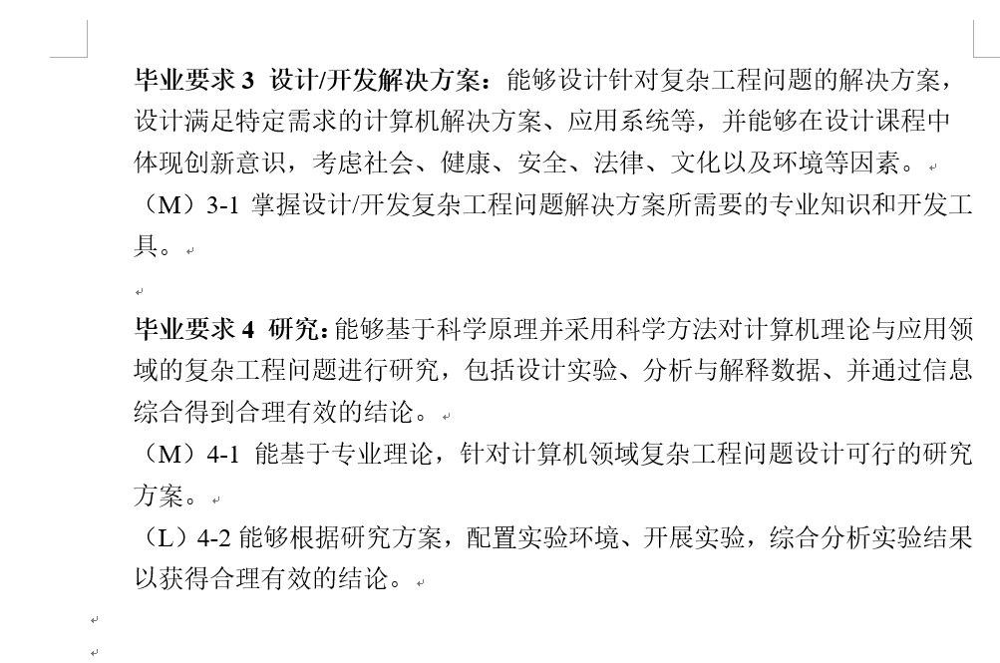 毕业要求 3 设计/开发解决方案：能够设计针对复杂工程问题的解决方案，
设计满足特定需求的计算机解决方案、应用系统等，并能够在设计课程中
体现创新意识，考虑社会、健康、安全、法律、文化以及环境等因素。
（M）3-1 掌握设计/开发复杂工程问题解决方案所需要的专业知识和开发工
具。
毕业要求 4 研究：能够基于科学原理并采用科学方法对计算机理论与应用领
域的复杂工程问题进行研究，包括设计实验、分析与解释数据、并通过信息
综合得到合理有效的结论。
（M）4-1 能基于专业理论，针对计算机领域复杂工程问题设计可行的研究
方案。
（L）4-2 能够根据研究方案，配置实验环境、开展实验，综合分析实验结果
以获得合理有效的结论。